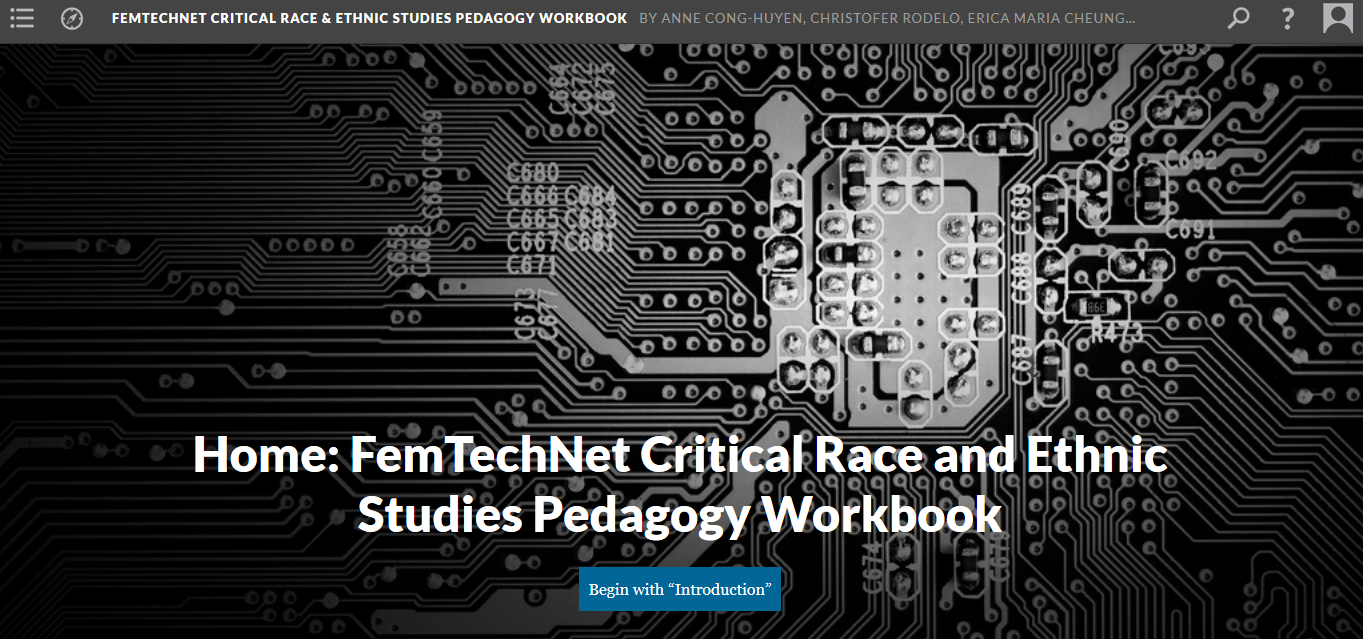 FEMTECHNET CRITICAL RACE & ETHNIC STUDIES PEDAGOGY WORKBOOK BY ANNE CONG-HUYEN, CHRISTOFER RODELO, ERICA MARIA CHEUNG...
C664
C672
C675
C693
C659
C660
C690
C680
C692
C666 C684
C665 C683
C667 C681
C671
C658
C662
C689
C691
C688
C673
C677
R473
C687
Home: FemTechNet Critical Race and Ethnic
Studies Pedagogy Workbook
C674
Begin with “Introduction”